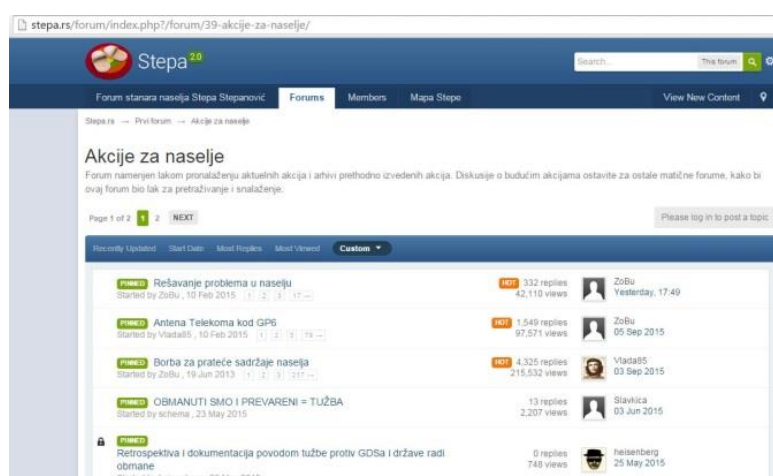 stepa.rs/forum/index.php?/forum/39-akcije-za-naselje/
Stepa 2.0
Search...
This forum
Forum stanara naselja Stepa Stepanović
Forums
Members
Mapa Stepe
View New Content
Stepa.rs → Prvi forum → Akcije za naselje
Akcije za naselje
Forum namenjen lakom pronalaženju aktuelnih akcija i arhivi prethodno izvedenih akcija. Diskusije o budućim akcijama ostavite za ostale matične forume, kako bi
ovaj forum bio lak za pretraživanje i snalaženje.
Page 1 of 2 1 2 NEXT
Please log in to post a topic
Recently Updated Start Date Most Replies Most Viewed Custom
PINNED Rešavanje problema u naselju
Started by ZoBu, 10 Feb 2015 1 2 3 17 →
HOT 332 replies
42,110 views
ZoBu
Yesterday, 17:49
PINNED Antena Telekoma kod GP6
Started by Vlada85, 10 Feb 2015 1 2 3 78 →
HOT 1,549 replies
97,571 views
ZoBu
05 Sep 2015
PINNED Borba za prateće sadržaje naselja
Started by ZoBu, 19 Jun 2013 1 2 3 217 →
HOT 4,325 replies
215,532 views
Vlada85
03 Sep 2015
PINNED OBMANUTI SMO I PREVARENI = TUŽBA
Started by schema, 23 May 2015
13 replies
2,207 views
Slavkica
03 Jun 2015
PINNED
Retrospektiva i dokumentacija povodom tužbe protiv GDSa i države radi
obmane
0 replies
748 views
heisenberg
25 May 2015